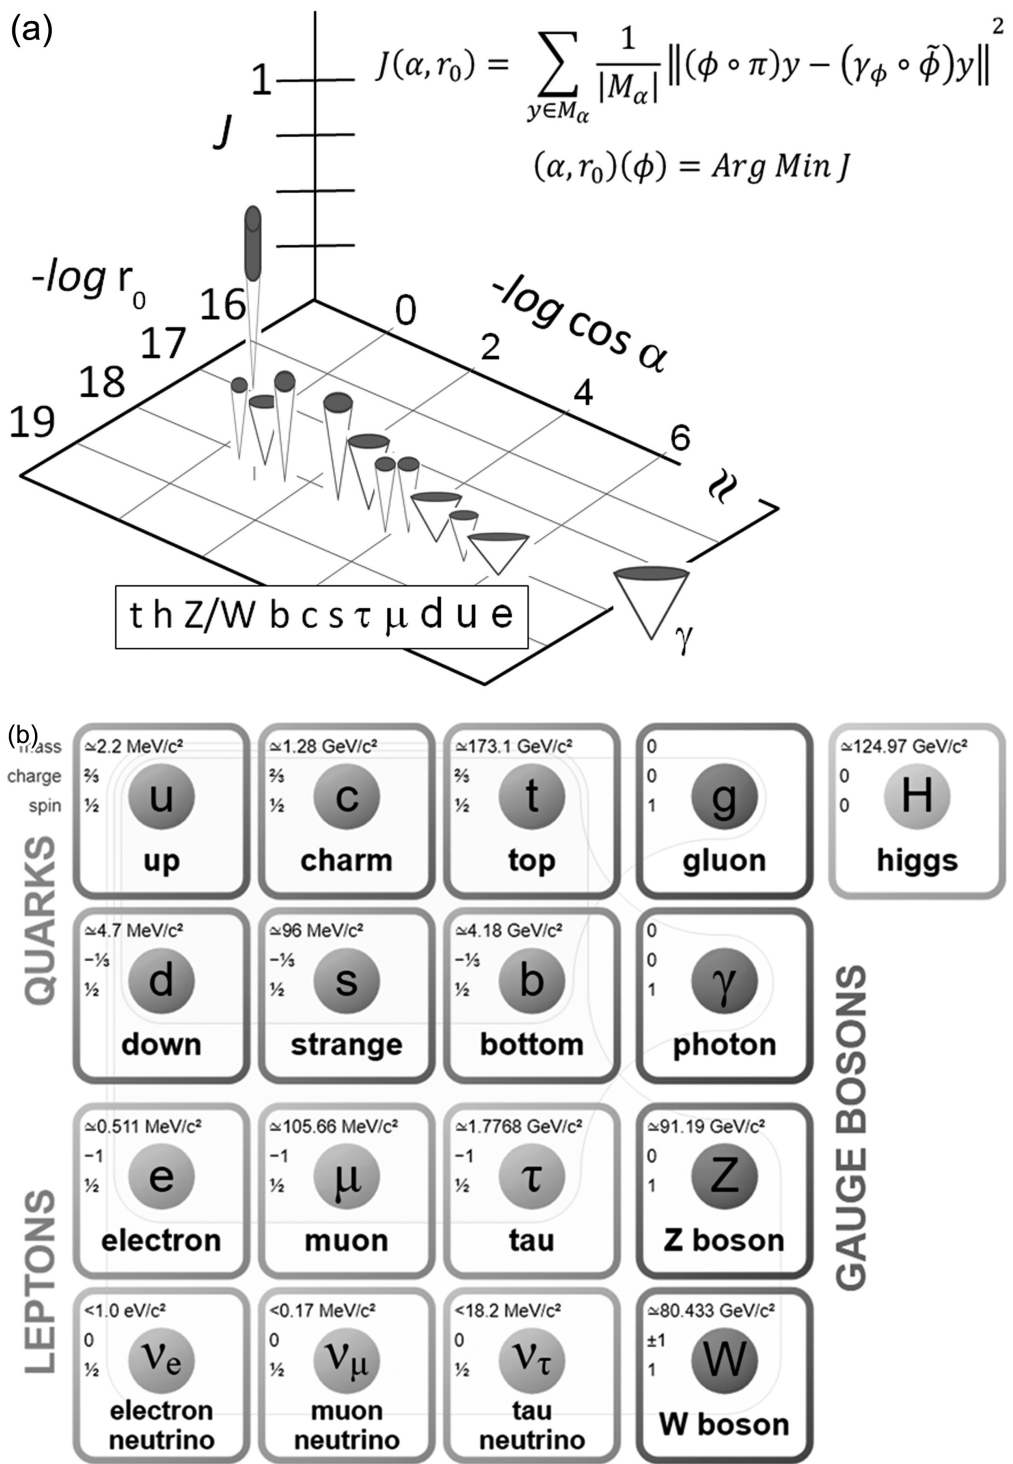 (a)
J(α, r₀) = ∑ y∈Mα 1/|Mα| ‖(ϕ ∘ π)y − (γϕ ∘ ϕ̃)y‖²
(α, r₀)(ϕ) = Arg Min J
1
J
-log r₀
16
17
18
19
0
2
4
6
-log cos α
≈
t h Z/W b c s τ μ d u e
γ
(b)
mass
charge
spin
QUARKS
LEPTONS
GAUGE BOSONS
≃2.2 MeV/c²
⅔
½
u
up
≃1.28 GeV/c²
⅔
½
c
charm
≃173.1 GeV/c²
⅔
½
t
top
0
0
1
g
gluon
≃124.97 GeV/c²
0
0
H
higgs
≃4.7 MeV/c²
−⅓
½
d
down
≃96 MeV/c²
−⅓
½
s
strange
≃4.18 GeV/c²
−⅓
½
b
bottom
0
0
1
γ
photon
≃0.511 MeV/c²
−1
½
e
electron
≃105.66 MeV/c²
−1
½
μ
muon
≃1.7768 GeV/c²
−1
½
τ
tau
≃91.19 GeV/c²
0
1
Z
Z boson
<1.0 eV/c²
0
½
νe
electron
neutrino
<0.17 MeV/c²
0
½
νμ
muon
neutrino
<18.2 MeV/c²
0
½
ντ
tau
neutrino
≃80.433 GeV/c²
±1
1
W
W boson